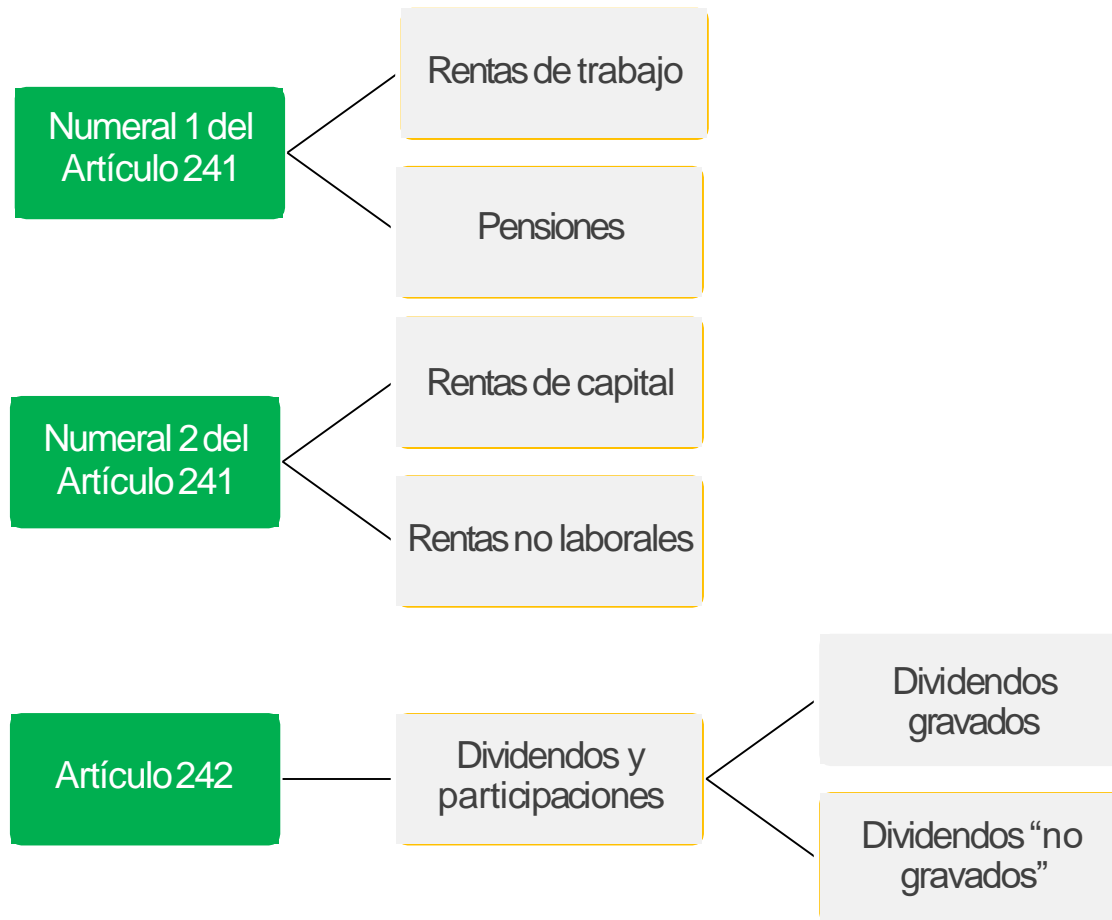 Rentas de trabajo
Numeral 1 del
Artículo 241
Pensiones
Rentas de capital
Numeral 2 del
Artículo 241
Rentas no laborales
Dividendos
gravados
Artículo 242
Dividendos y
participaciones
Dividendos “no
gravados”